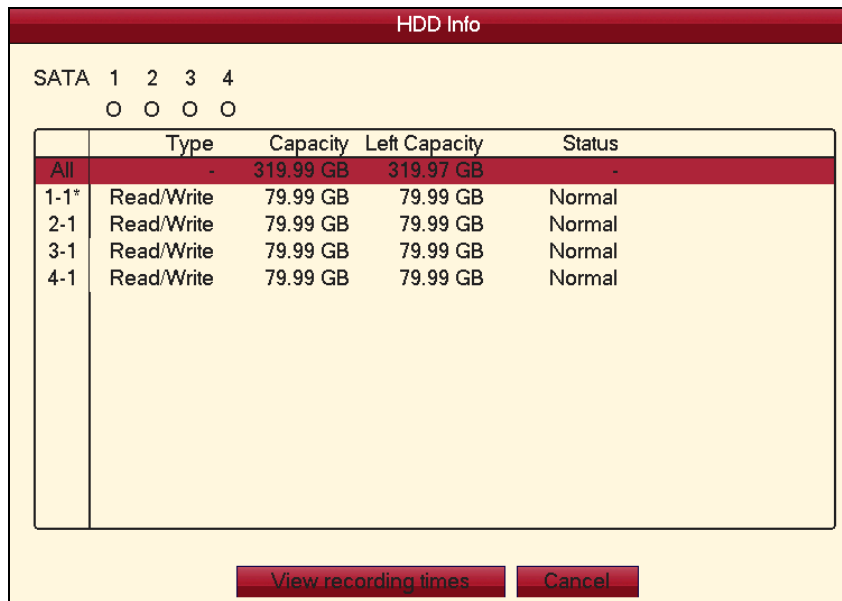 HDD Info
SATA 1 2 3 4
O O O O
Type Capacity Left Capacity Status
All - 319.99 GB 319.97 GB -
1-1* Read/Write 79.99 GB 79.99 GB Normal
2-1 Read/Write 79.99 GB 79.99 GB Normal
3-1 Read/Write 79.99 GB 79.99 GB Normal
4-1 Read/Write 79.99 GB 79.99 GB Normal
View recording times Cancel